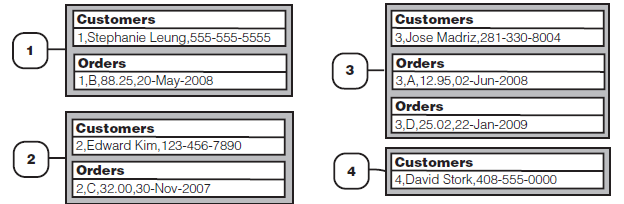 1
Customers
1,Stephanie Leung,555-555-5555
Orders
1,B,88.25,20-May-2008
2
Customers
2,Edward Kim,123-456-7890
Orders
2,C,32.00,30-Nov-2007
3
Customers
3,Jose Madriz,281-330-8004
Orders
3,A,12.95,02-Jun-2008
Orders
3,D,25.02,22-Jan-2009
4
Customers
4,David Stork,408-555-0000